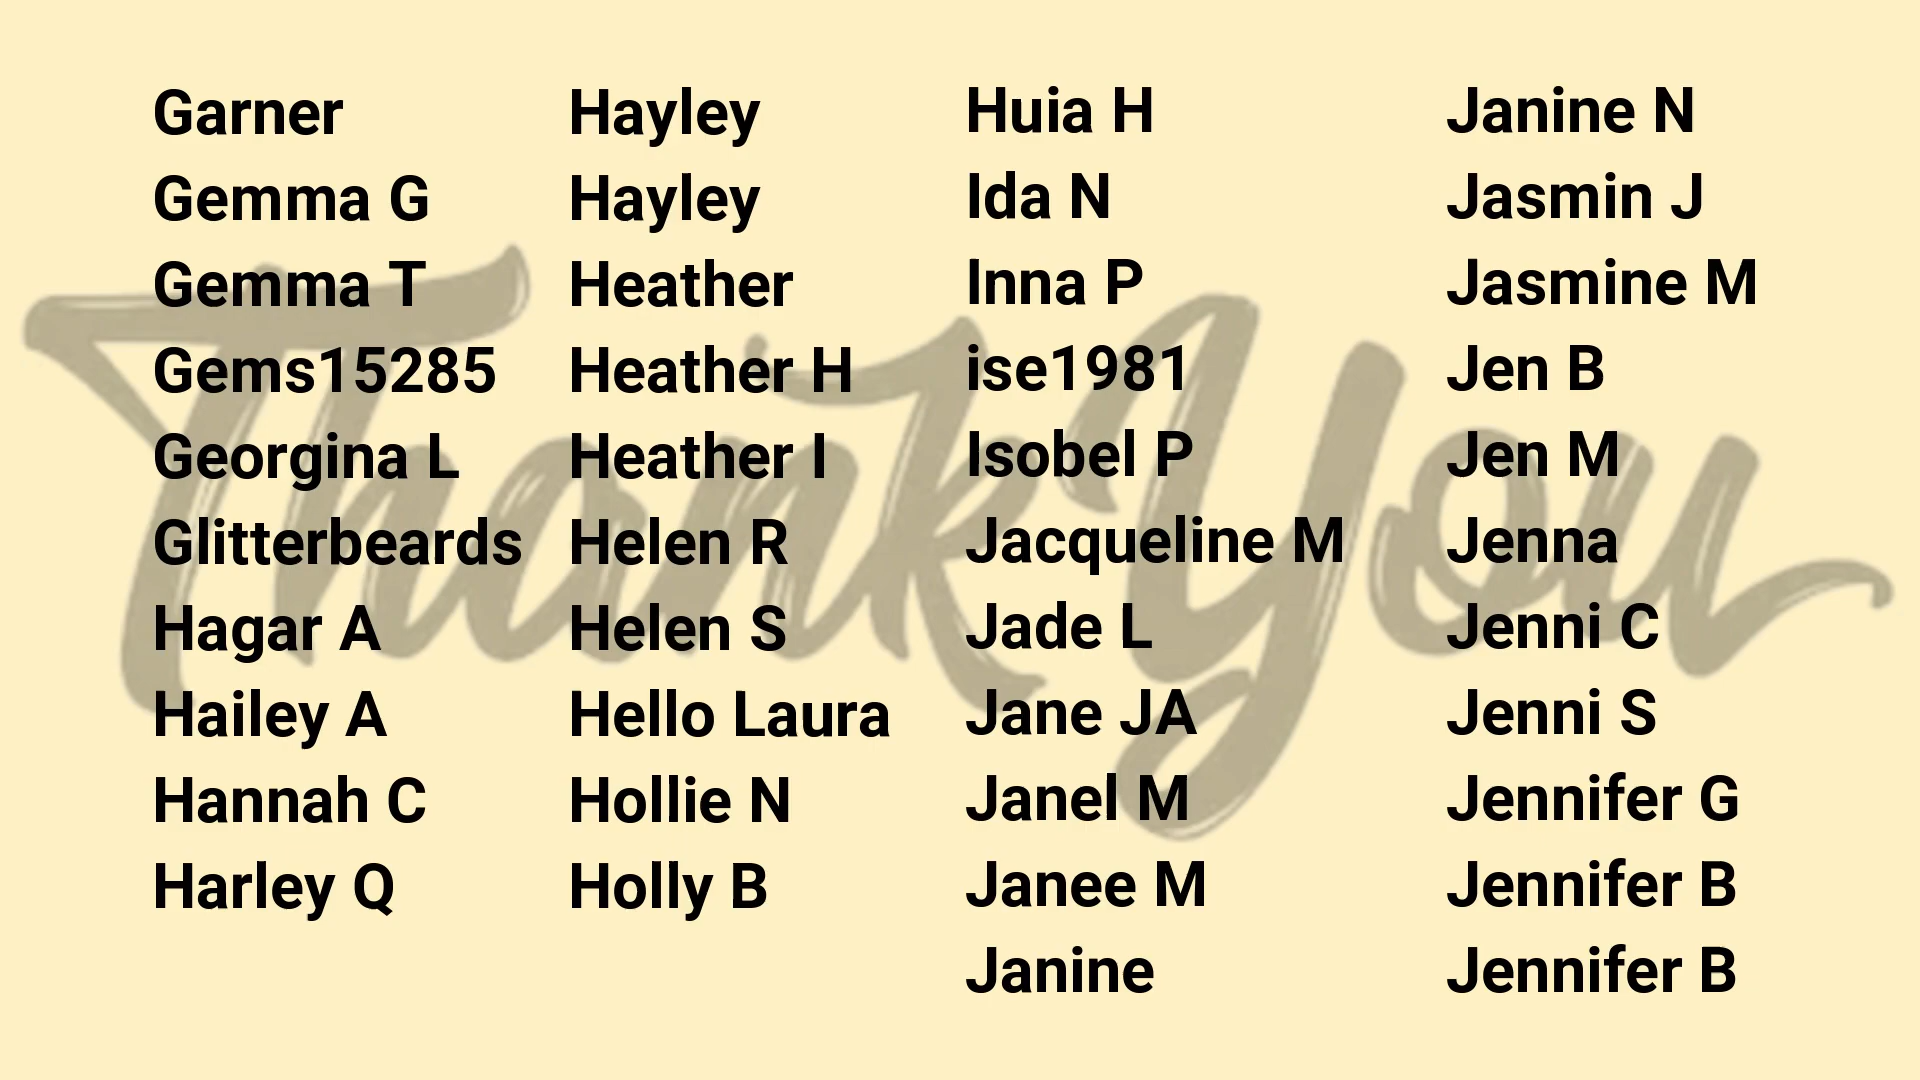 Garner
Gemma G
Gemma T
Gems15285
Georgina L
Glitterbeards
Hagar A
Hailey A
Hannah C
Harley Q
Hayley
Hayley
Heather
Heather H
Heather I
Helen R
Helen S
Hello Laura
Hollie N
Holly B
Huia H
Ida N
Inna P
ise1981
Isobel P
Jacqueline M
Jade L
Jane JA
Janel M
Janee M
Janine
Janine N
Jasmin J
Jasmine M
Jen B
Jen M
Jenna
Jenni C
Jenni S
Jennifer G
Jennifer B
Jennifer B
Thank You